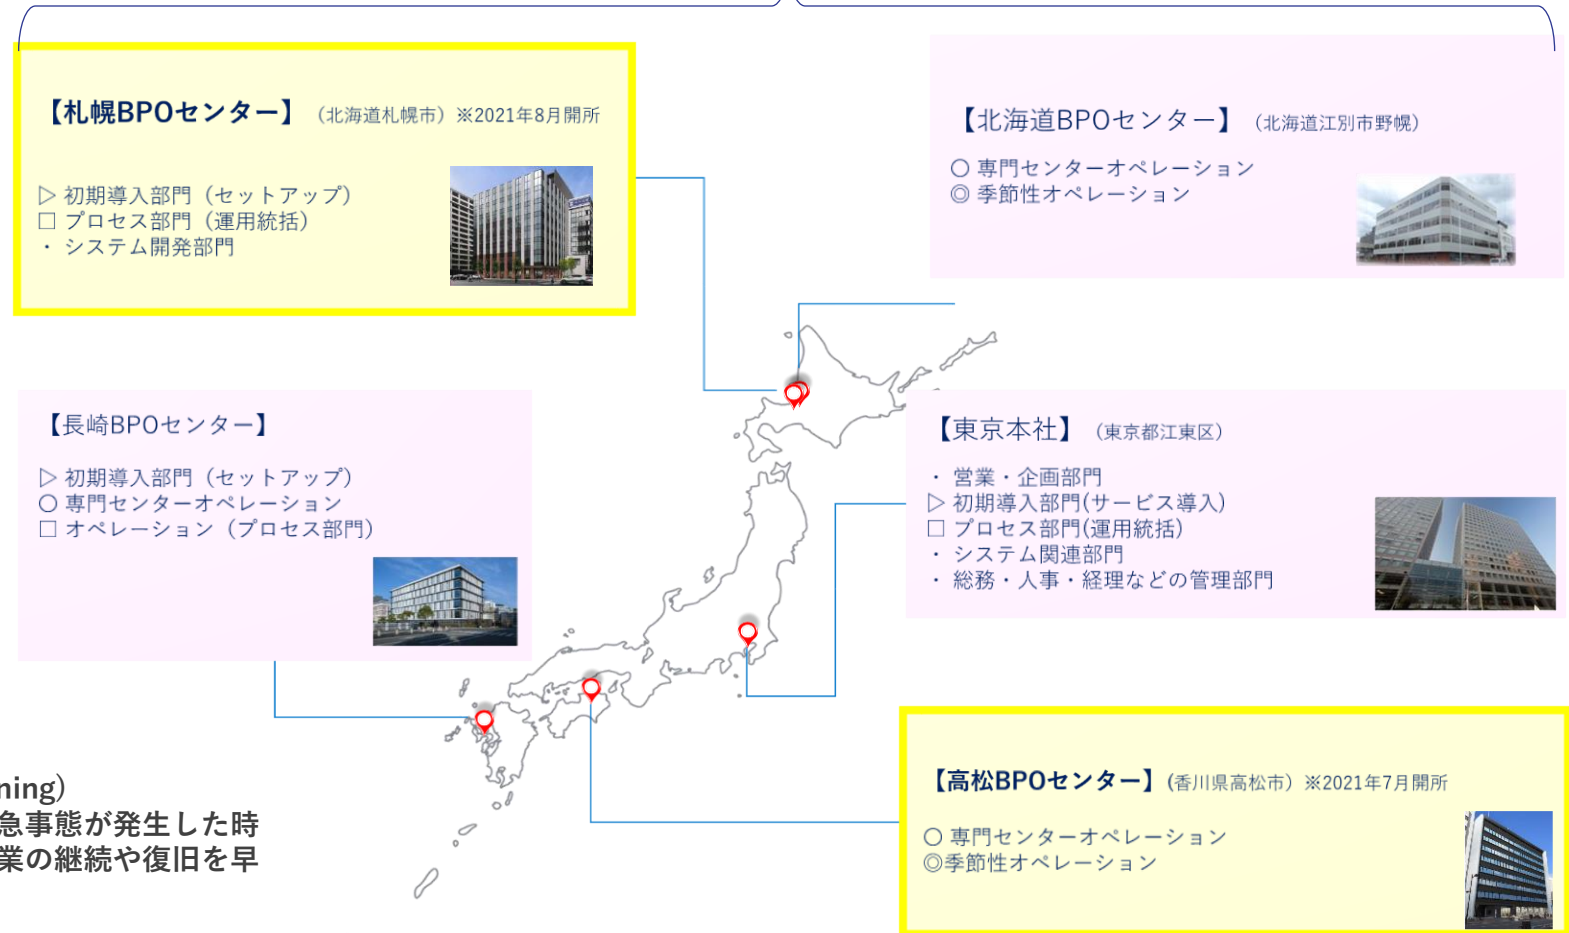 【札幌BPOセンター】 （北海道札幌市）※2021年8月開所
▷ 初期導入部門（セットアップ）
□ プロセス部門（運用統括）
・ システム開発部門
【北海道BPOセンター】 （北海道江別市野幌）
〇 専門センターオペレーション
◎ 季節性オペレーション
【長崎BPOセンター】
▷ 初期導入部門（セットアップ）
〇 専門センターオペレーション
□ オペレーション（プロセス部門）
【東京本社】 （東京都江東区）
・ 営業・企画部門
▷ 初期導入部門(サービス導入)
□ プロセス部門(運用統括)
・ システム関連部門
・ 総務・人事・経理などの管理部門
【高松BPOセンター】(香川県高松市）※2021年7月開所
〇 専門センターオペレーション
◎季節性オペレーション
ning)
急事態が発生した時
業の継続や復旧を早